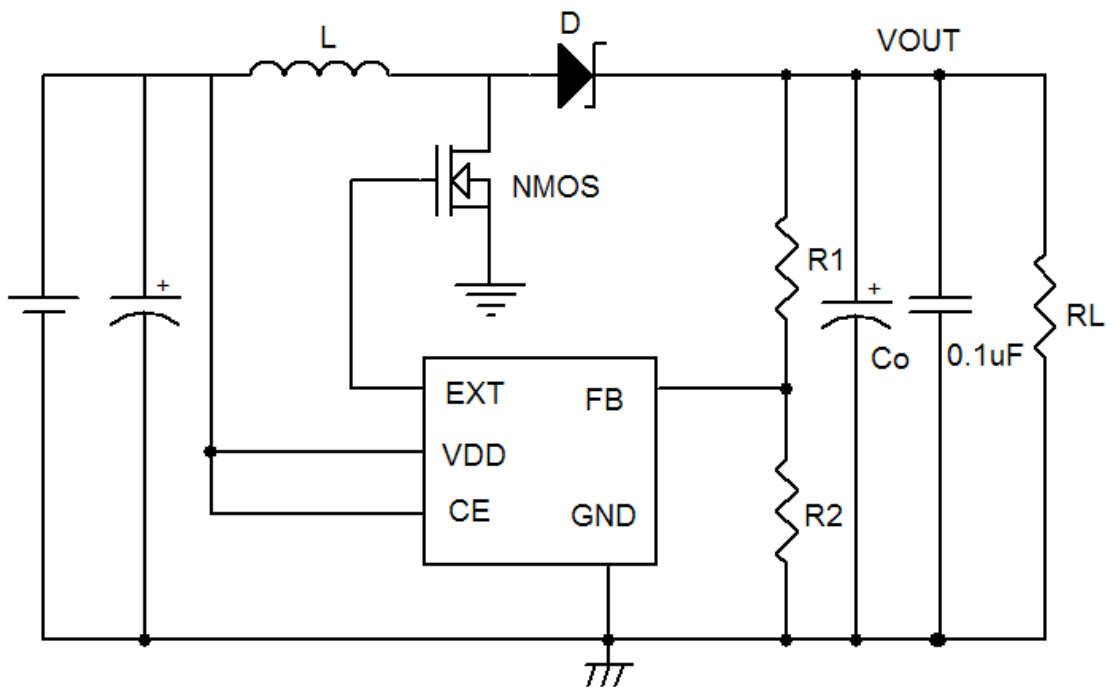 L
D
VOUT
NMOS
R1
+
+
RL
Co
0.1uF
EXT
FB
VDD
CE
GND
R2